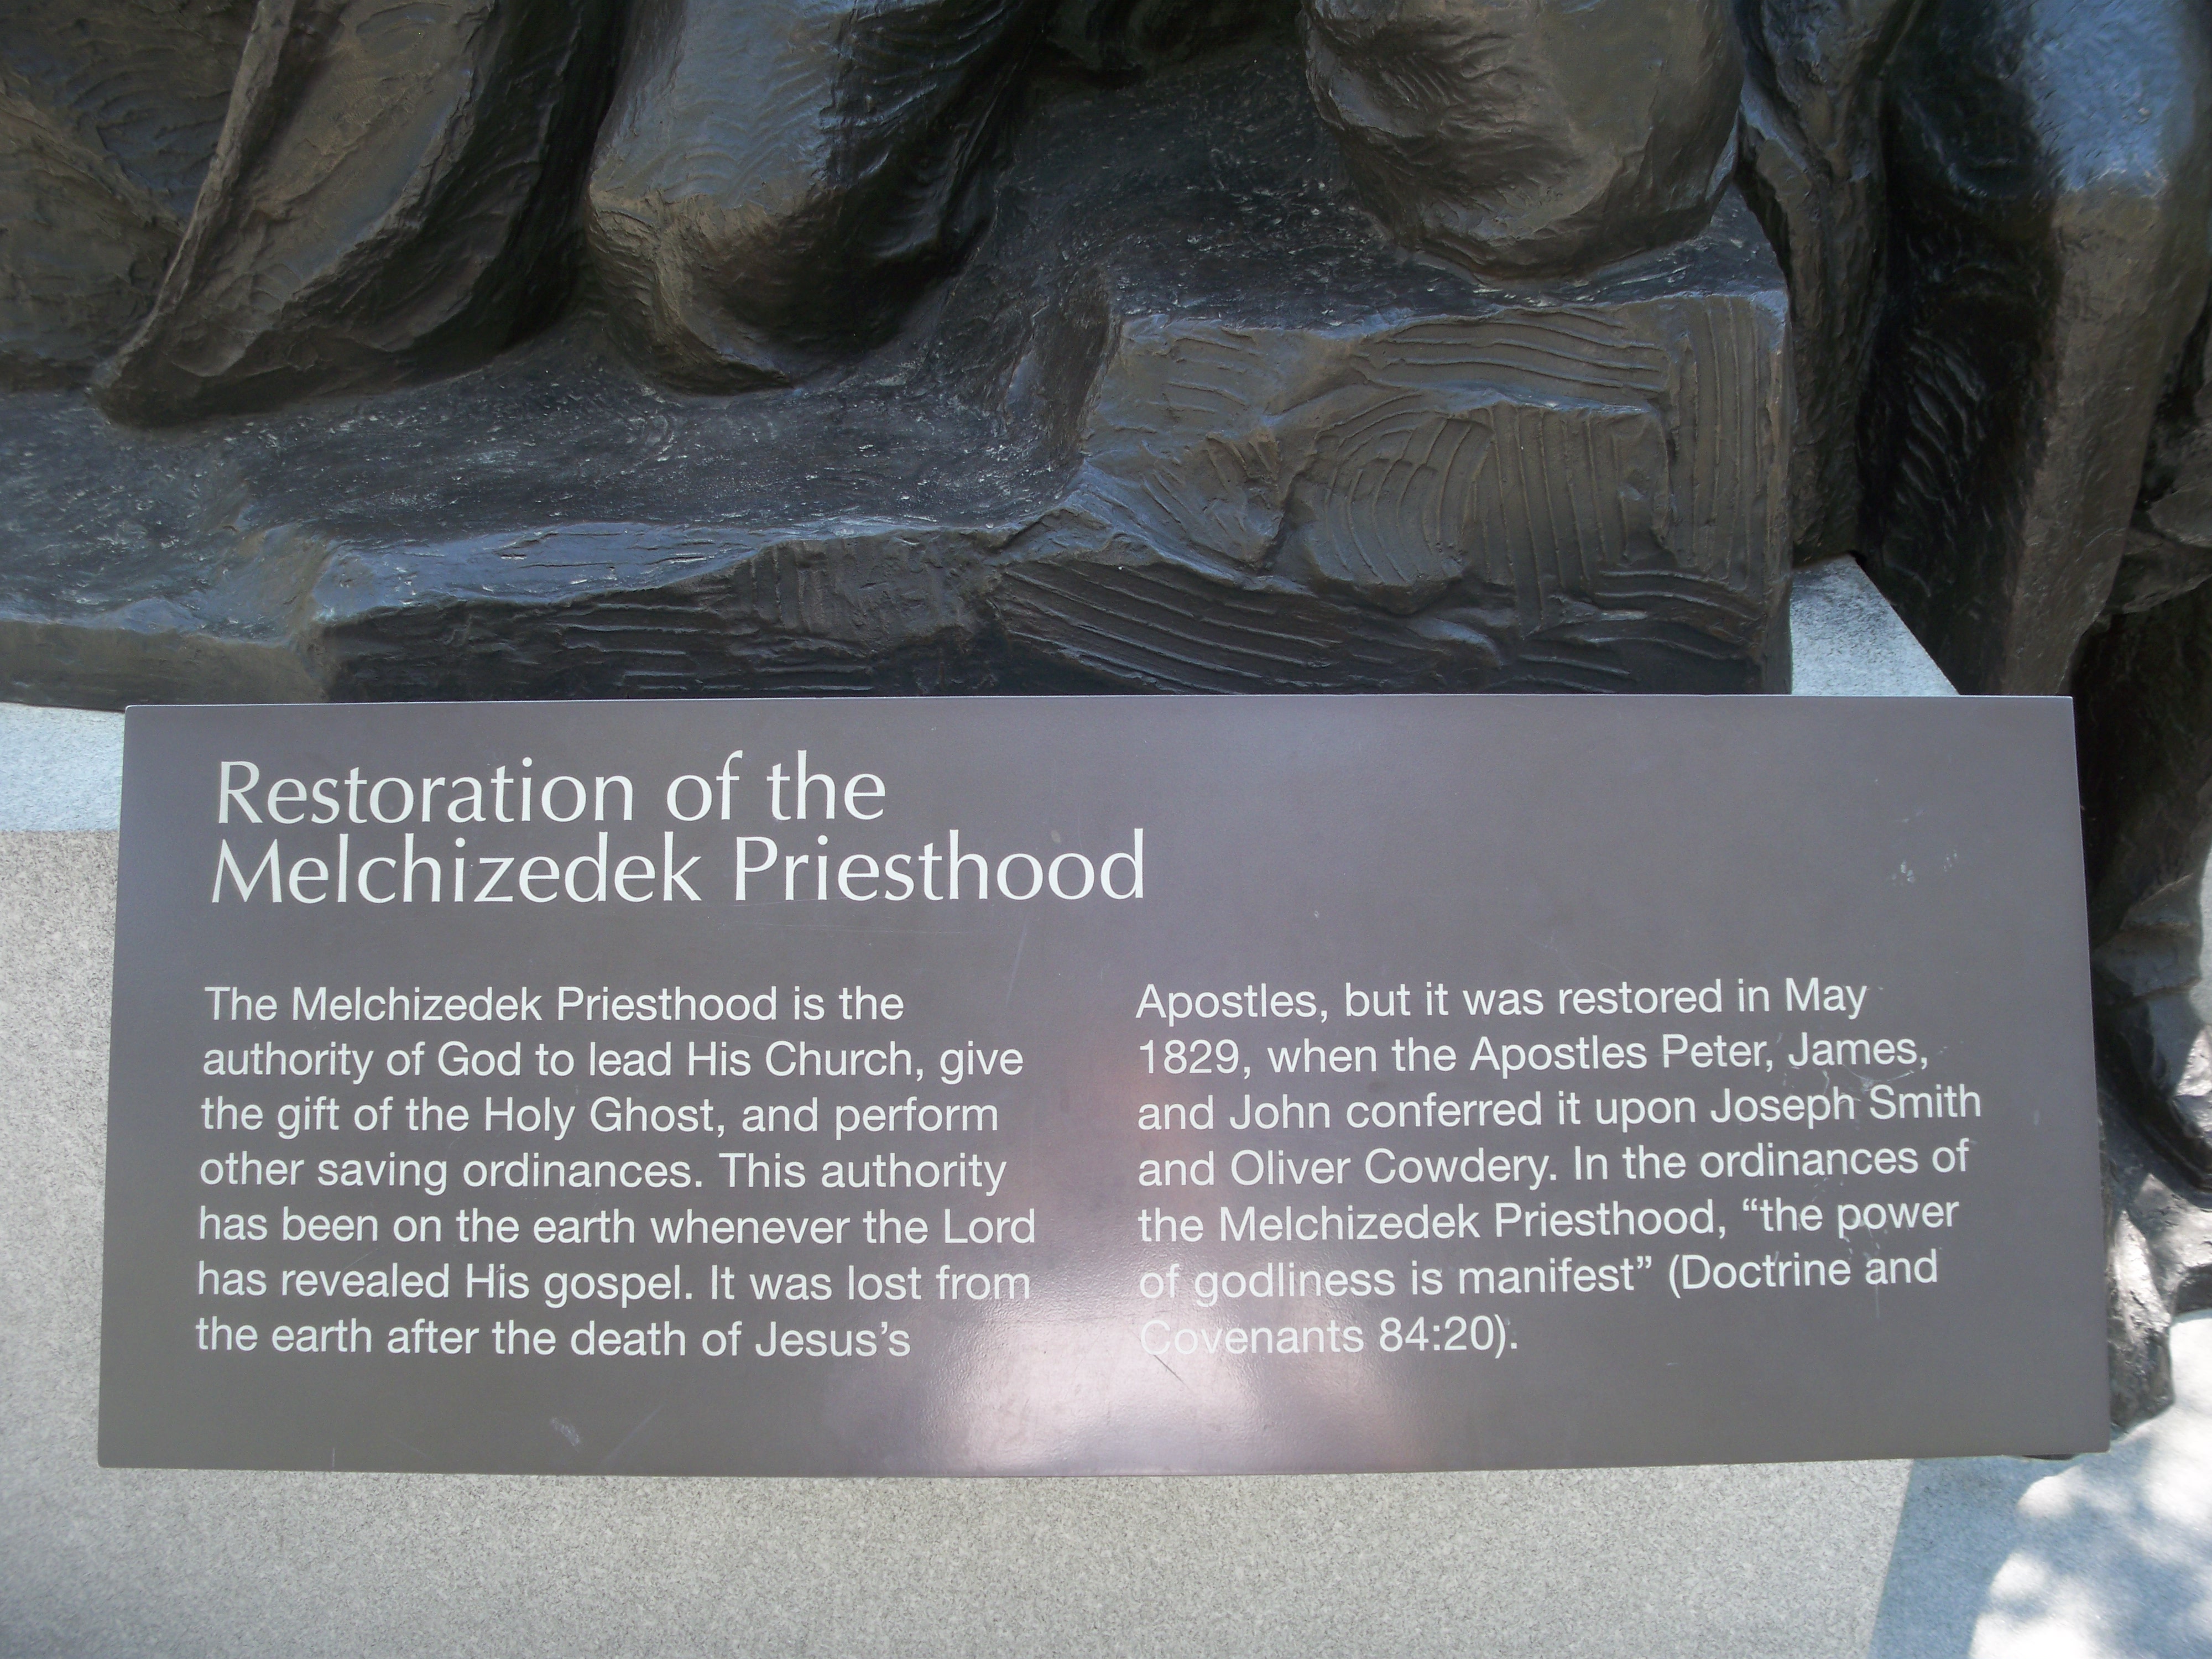 Restoration of the
Melchizedek Priesthood
The Melchizedek Priesthood is the
authority of God to lead His Church, give
the gift of the Holy Ghost, and perform
other saving ordinances. This authority
has been on the earth whenever the Lord
has revealed His gospel. It was lost from
the earth after the death of Jesus’s
Apostles, but it was restored in May
1829, when the Apostles Peter, James,
and John conferred it upon Joseph Smith
and Oliver Cowdery. In the ordinances of
the Melchizedek Priesthood, “the power
of godliness is manifest” (Doctrine and
Covenants 84:20).